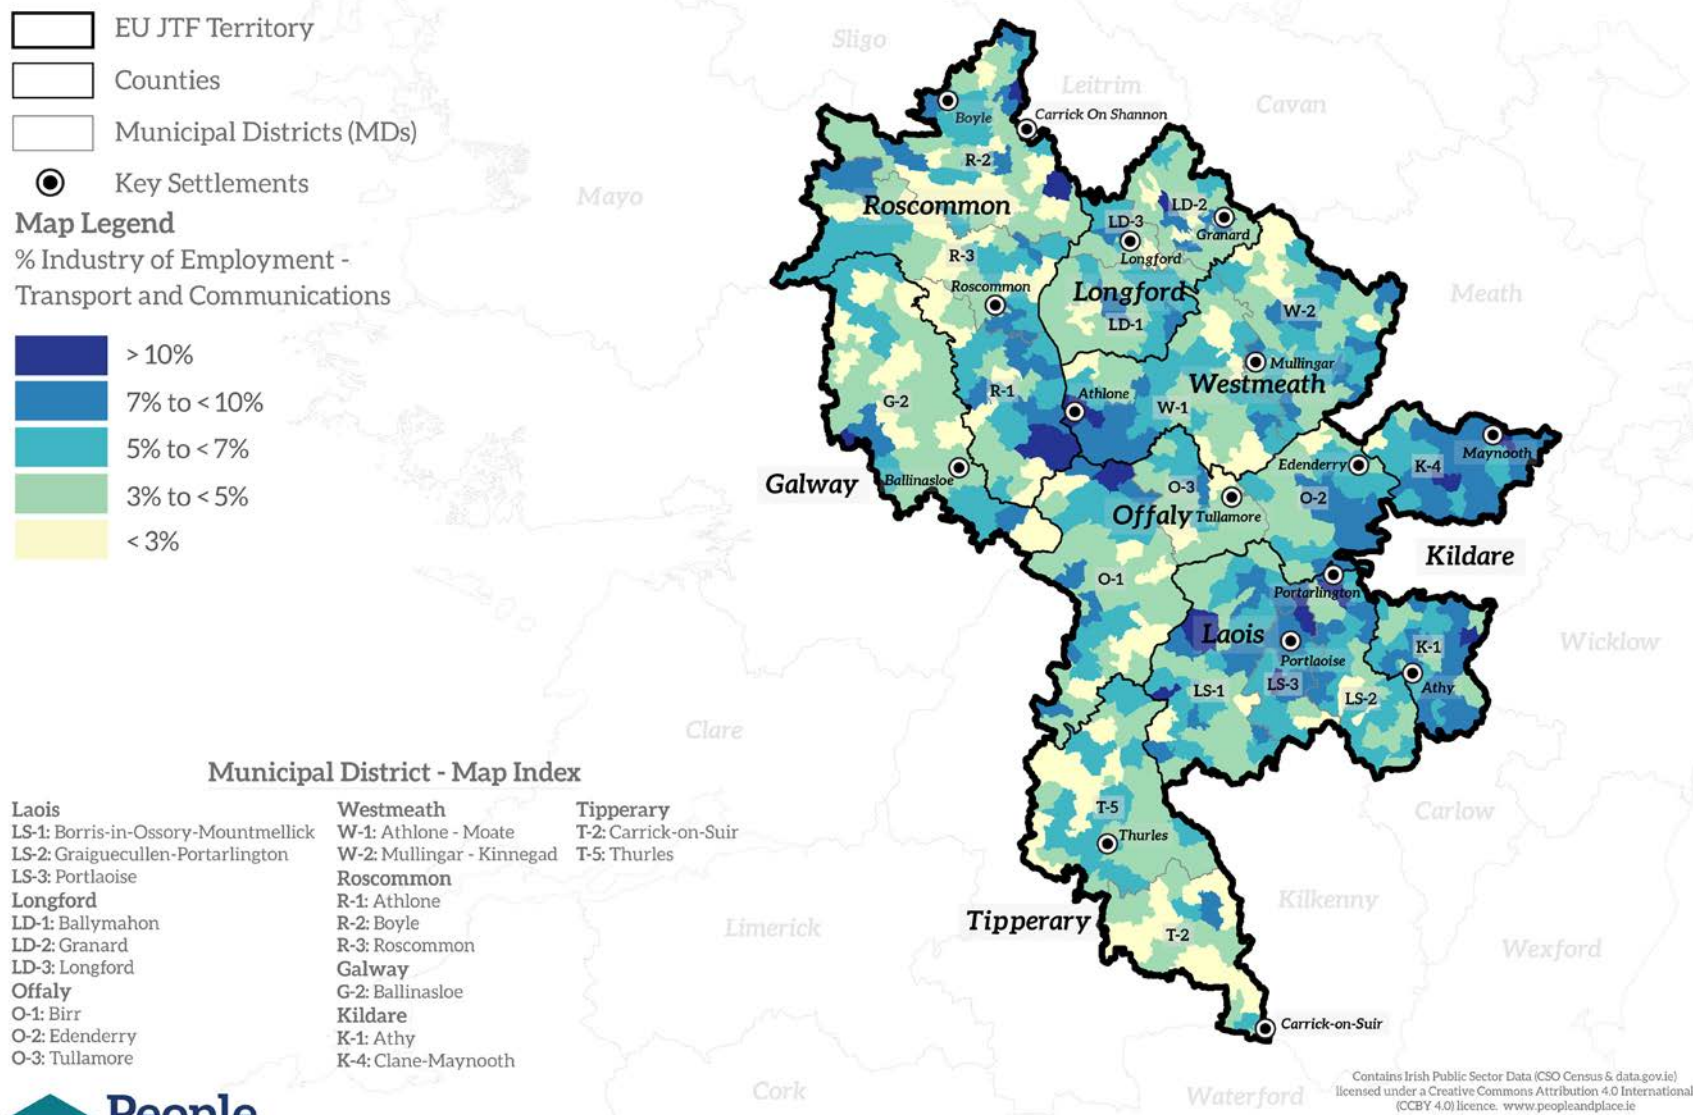 EU JTF Territory
Counties
Municipal Districts (MDs)
Key Settlements
Map Legend
% Industry of Employment -
Transport and Communications
> 10%
7% to < 10%
5% to < 7%
3% to < 5%
< 3%
Sligo
Leitrim
Cavan
Mayo
Meath
Clare
Wicklow
Carlow
Kilkenny
Limerick
Wexford
Cork
Waterford
Boyle
Carrick On Shannon
R-2
Roscommon
LD-2
LD-3
Granard
Longford
R-3
Roscommon
Longford
LD-1
W-2
Mullingar
Westmeath
R-1
Athlone
W-1
G-2
Galway
Ballinasloe
Edenderry
Maynooth
K-4
O-3
O-2
Offaly
Tullamore
Kildare
O-1
Portarlington
Laois
Portlaoise
K-1
Athy
LS-1
LS-3
LS-2
T-5
Thurles
Tipperary
T-2
Carrick-on-Suir
Municipal District - Map Index
Laois
LS-1: Borris-in-Ossory-Mountmellick
LS-2: Graiguecullen-Portarlington
LS-3: Portlaoise
Longford
LD-1: Ballymahon
LD-2: Granard
LD-3: Longford
Offaly
O-1: Birr
O-2: Edenderry
O-3: Tullamore
Westmeath
W-1: Athlone - Moate
W-2: Mullingar - Kinnegad
Roscommon
R-1: Athlone
R-2: Boyle
R-3: Roscommon
Galway
G-2: Ballinasloe
Kildare
K-1: Athy
K-4: Clane-Maynooth
Tipperary
T-2: Carrick-on-Suir
T-5: Thurles
People
Contains Irish Public Sector Data (CSO Census & data.gov.ie)
licensed under a Creative Commons Attribution 4.0 International
(CCBY 4.0) licence. www.peopleandplace.ie